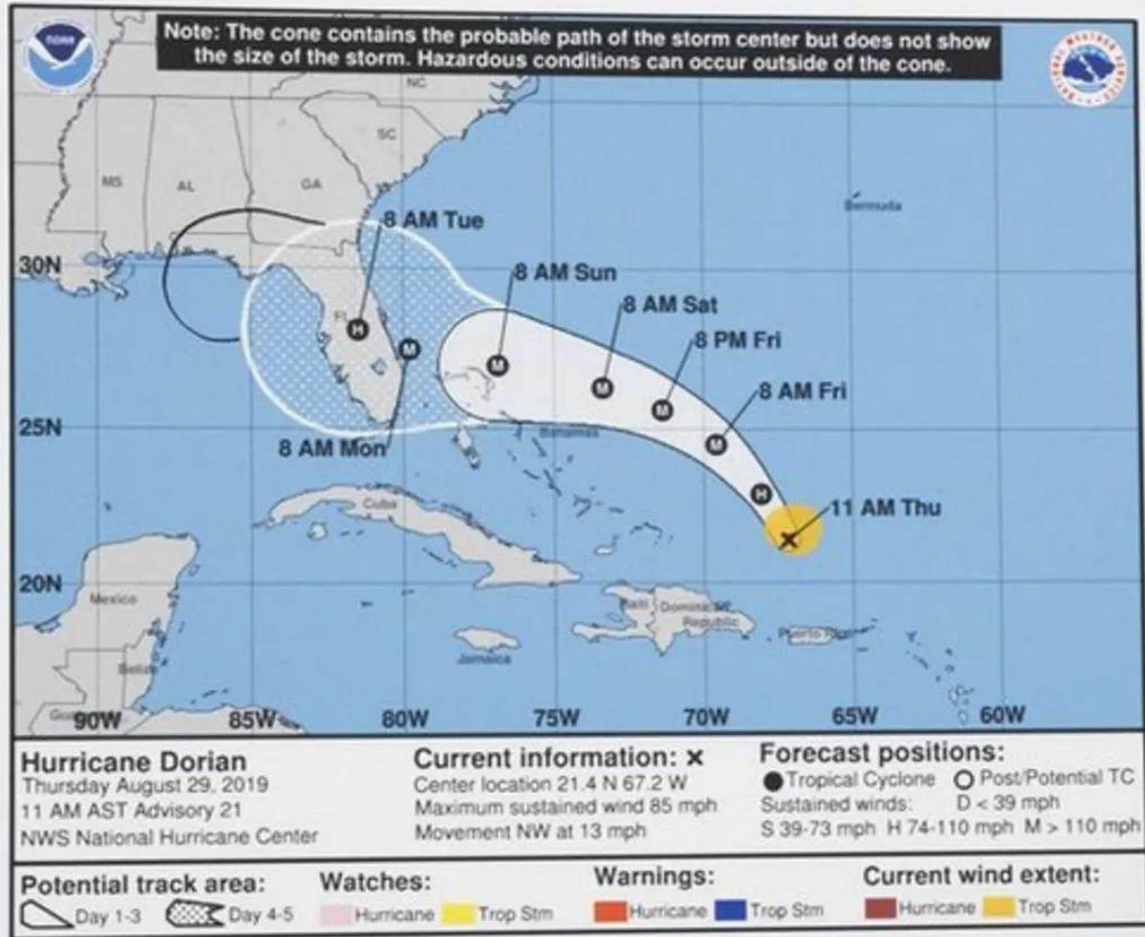 NOAA
Note: The cone contains the probable path of the storm center but does not show
the size of the storm. Hazardous conditions can occur outside of the cone.
NC
SC
MS
AL
GA
Bermuda
8 AM Tue
30N
8 AM Sun
8 AM Sat
FL
8 PM Fri
8 AM Fri
25N
8 AM Mon
Bahamas
11 AM Thu
Cuba
20N
Mexico
Haiti
Dominican
Republic
Puerto Rico
Jamaica
Belize
90W
85W
80W
75W
70W
65W
60W
H
M
M
M
M
M
H
Hurricane Dorian
Thursday August 29, 2019
11 AM AST Advisory 21
NWS National Hurricane Center
Current information: x
Center location 21.4 N 67.2 W
Maximum sustained wind 85 mph
Movement NW at 13 mph
Forecast positions:
Tropical Cyclone Post/Potential TC
Sustained winds: D < 39 mph
S 39-73 mph H 74-110 mph M > 110 mph
Potential track area:
Day 1-3 Day 4-5
Watches:
Hurricane Trop Stm
Warnings:
Hurricane Trop Stm
Current wind extent:
Hurricane Trop Stm